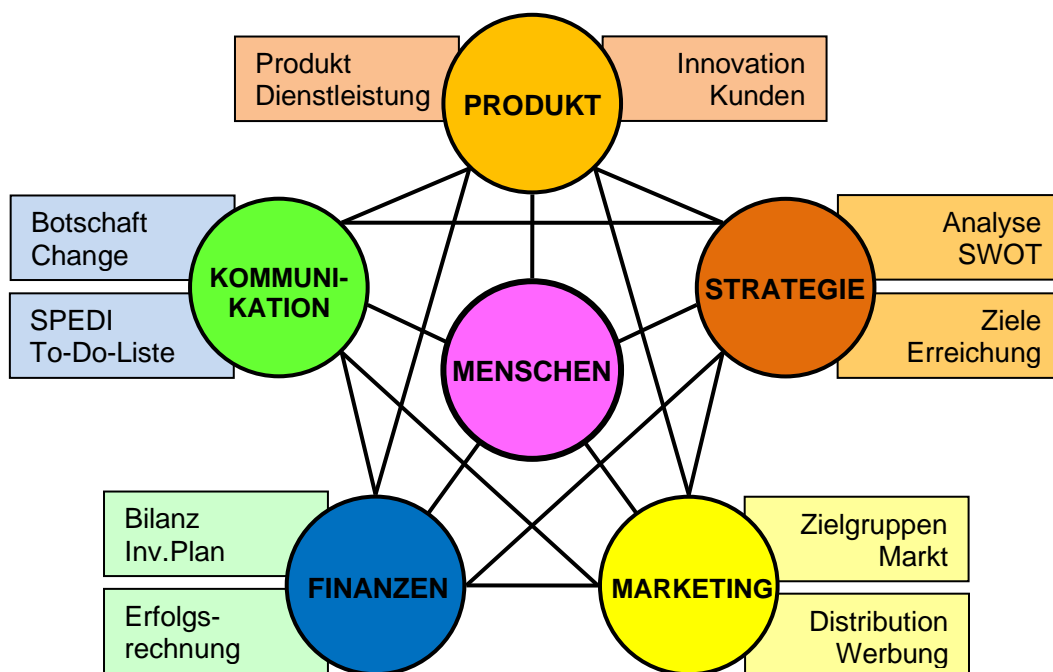 Produkt
Dienstleistung
PRODUKT
Innovation
Kunden
Botschaft
Change
SPEDI
To-Do-Liste
KOMMUNI-
KATION
MENSCHEN
STRATEGIE
Analyse
SWOT
Ziele
Erreichung
Bilanz
Inv.Plan
Erfolgs-
rechnung
FINANZEN
MARKETING
Zielgruppen
Markt
Distribution
Werbung